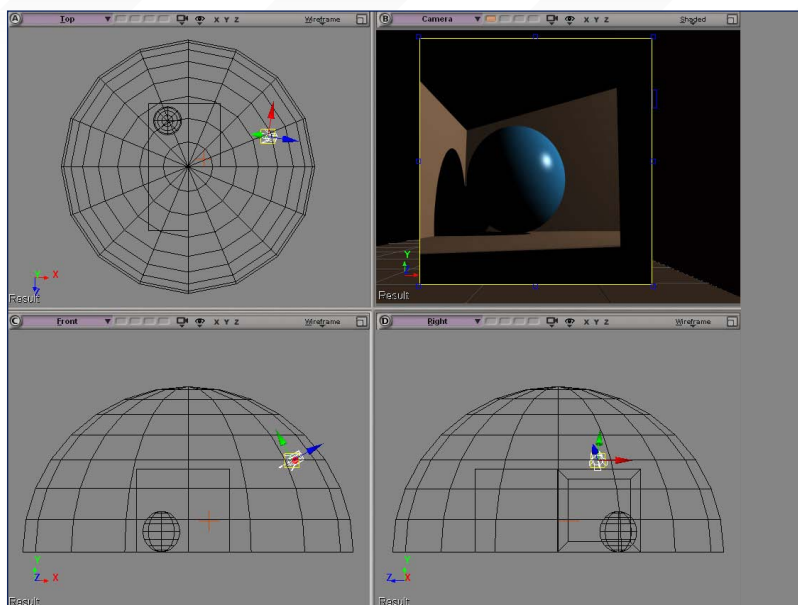 A Top X Y Z Wireframe
B Camera X Y Z Shaded
Y X Z
Result
Y
Result
C Front X Y Z Wireframe
D Right X Y Z Wireframe
Y
Z X
Result
Y
Z X
Result